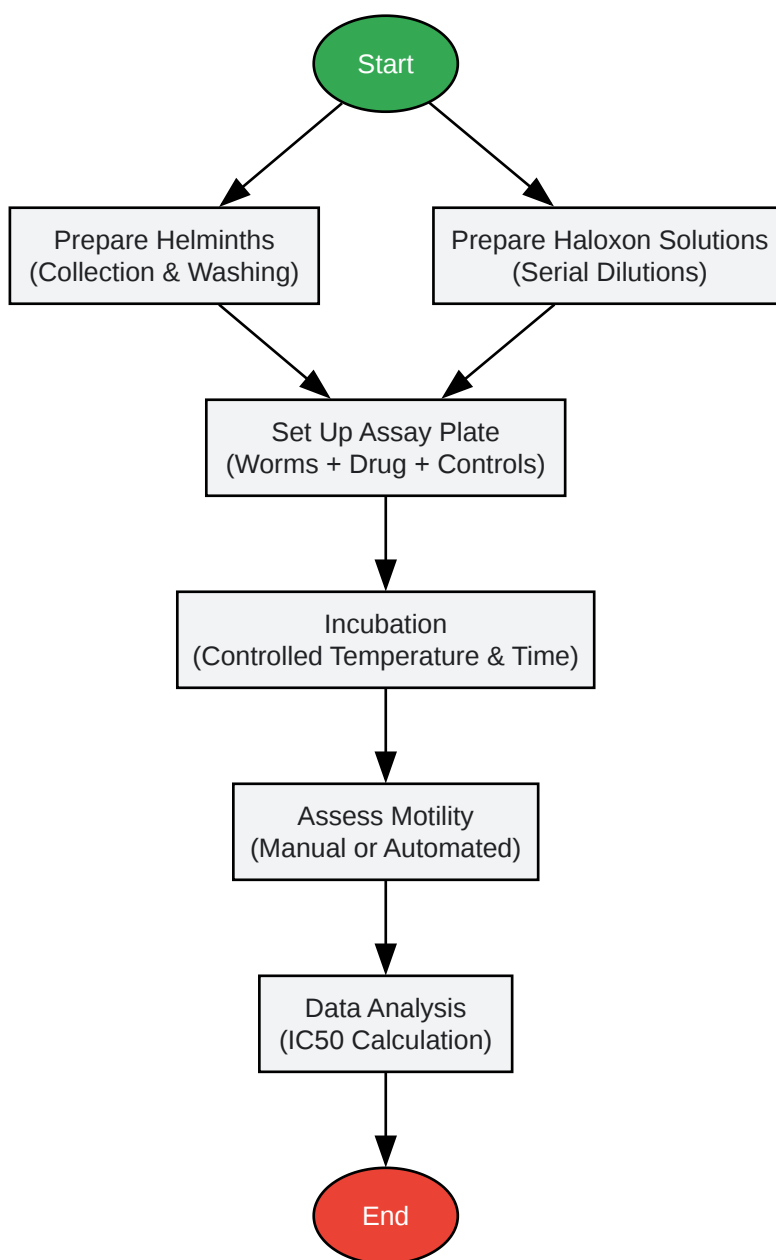 Start
Prepare Helminths
(Collection & Washing)
Prepare Haloxon Solutions
(Serial Dilutions)
Set Up Assay Plate
(Worms + Drug + Controls)
Incubation
(Controlled Temperature & Time)
Assess Motility
(Manual or Automated)
Data Analysis
(IC50 Calculation)
End